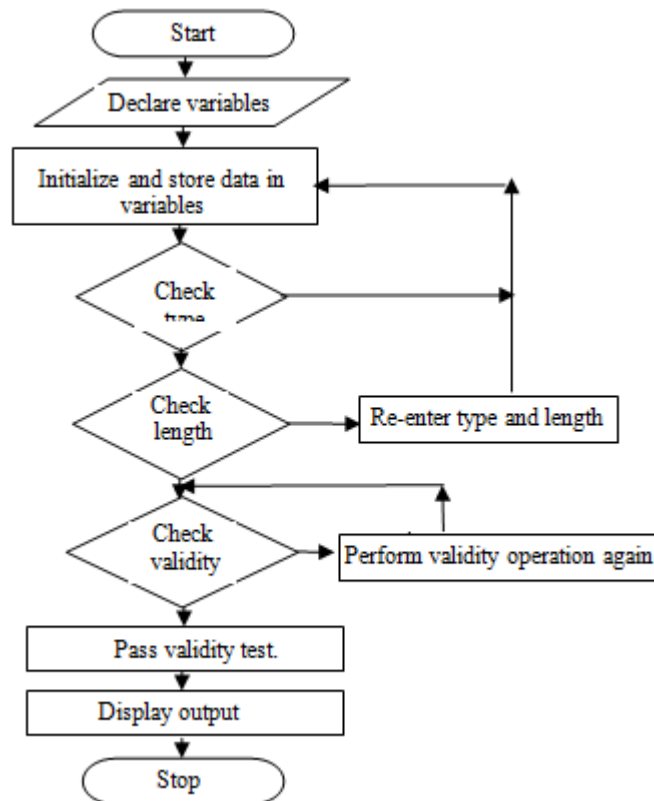 Start
Declare variables
Initialize and store data in
variables
Check
type
Check
length
Re-enter type and length
Check
validity
Perform validity operation again
Pass validity test.
Display output
Stop